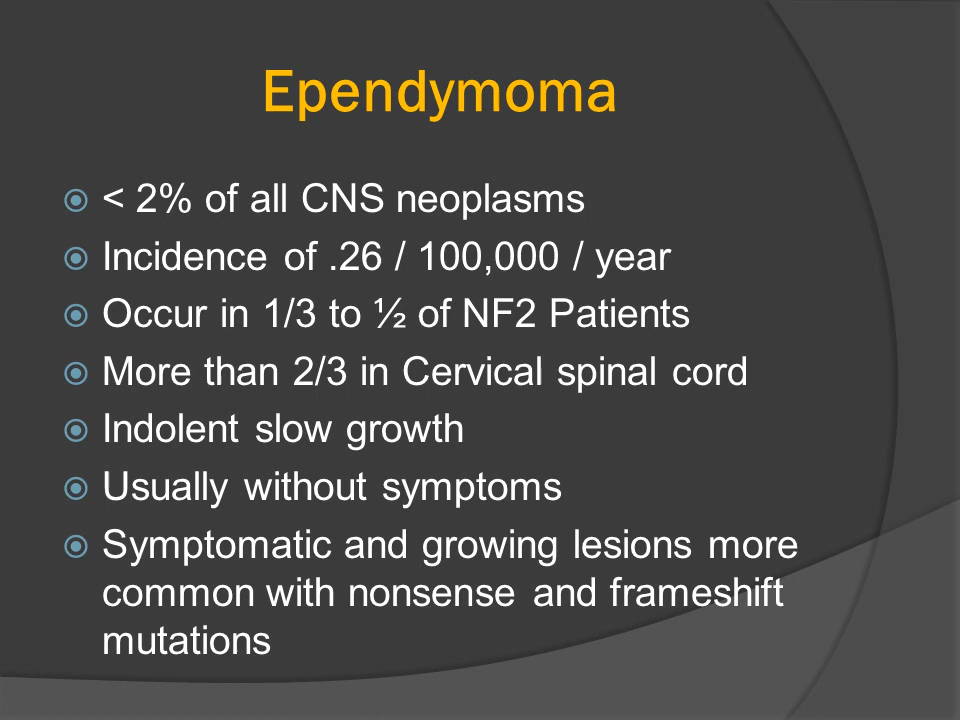 Ependymoma
< 2% of all CNS neoplasms
Incidence of .26 / 100,000 / year
Occur in 1/3 to ½ of NF2 Patients
More than 2/3 in Cervical spinal cord
Indolent slow growth
Usually without symptoms
Symptomatic and growing lesions more
common with nonsense and frameshift
mutations